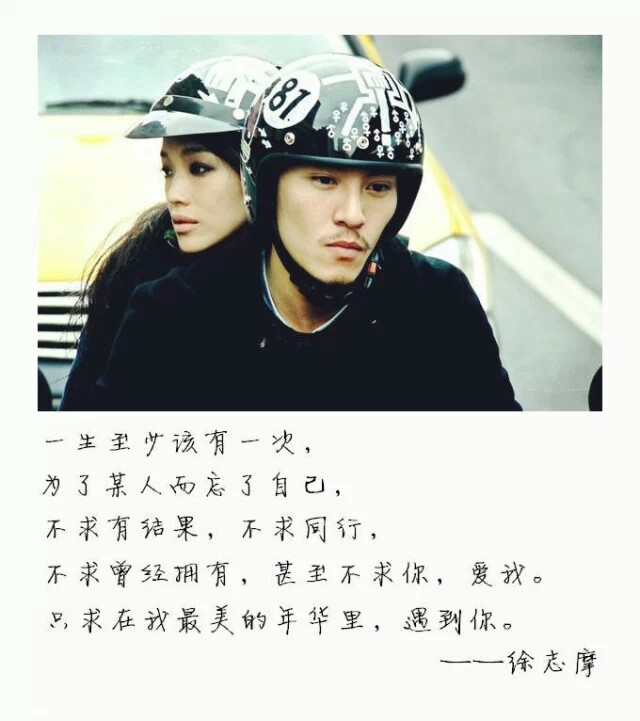 81
一生至少该有一次，
为了某人而忘了自己，
不求有结果，不求同行，
不求曾经拥有，甚至不求你，爱我。
只求在我最美的年华里，遇到你。
——徐志摩